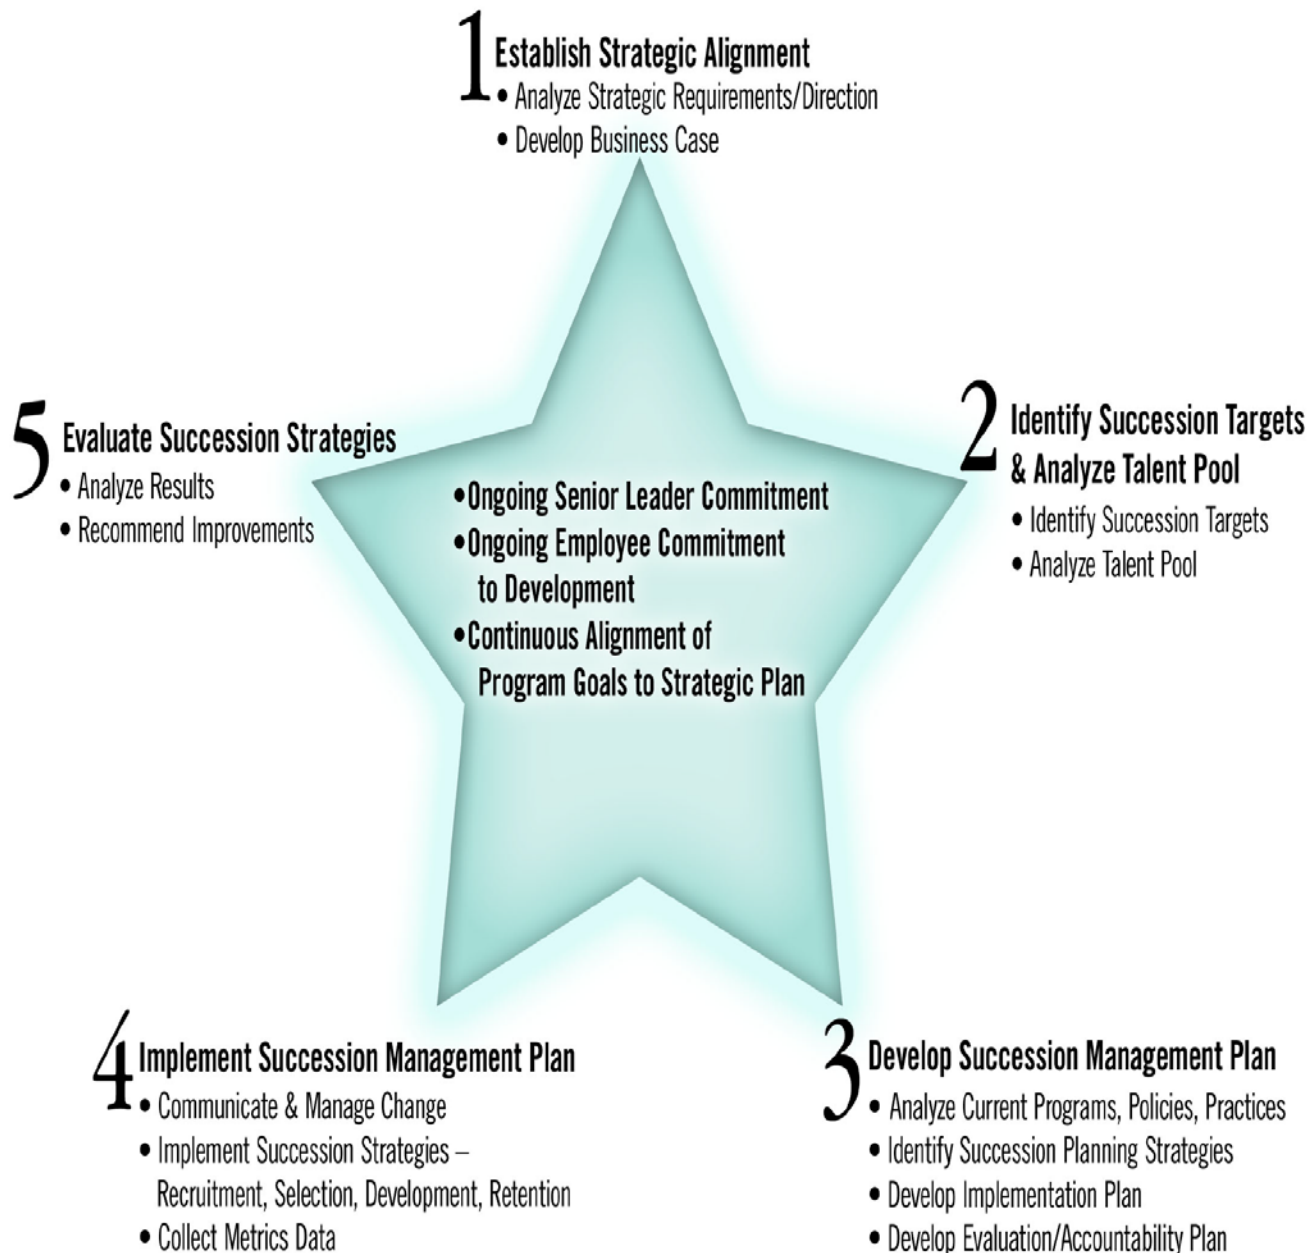 1 Establish Strategic Alignment
• Analyze Strategic Requirements/Direction
• Develop Business Case
2 Identify Succession Targets
& Analyze Talent Pool
• Identify Succession Targets
• Analyze Talent Pool
3 Develop Succession Management Plan
• Analyze Current Programs, Policies, Practices
• Identify Succession Planning Strategies
• Develop Implementation Plan
• Develop Evaluation/Accountability Plan
4 Implement Succession Management Plan
• Communicate & Manage Change
• Implement Succession Strategies –
Recruitment, Selection, Development, Retention
• Collect Metrics Data
5 Evaluate Succession Strategies
• Analyze Results
• Recommend Improvements
•Ongoing Senior Leader Commitment
•Ongoing Employee Commitment
to Development
•Continuous Alignment of
Program Goals to Strategic Plan